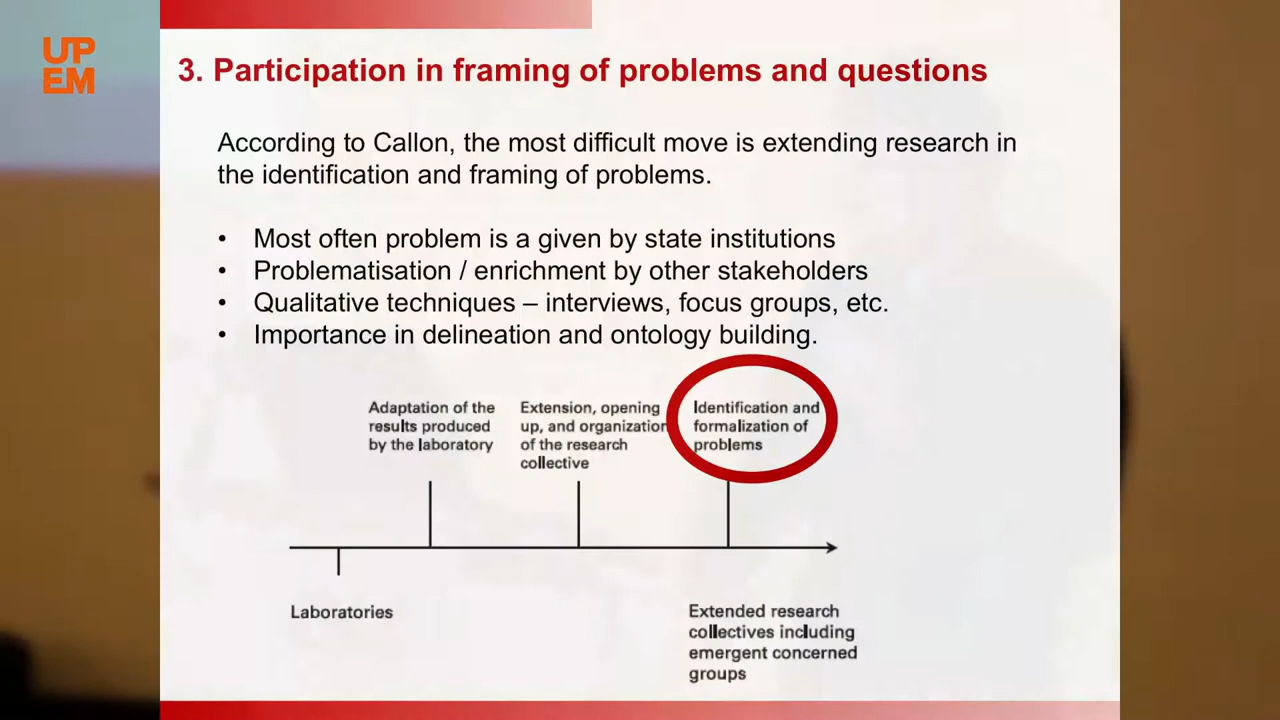 UP
EM
3. Participation in framing of problems and questions
According to Callon, the most difficult move is extending research in
the identification and framing of problems.
• Most often problem is a given by state institutions
• Problematisation / enrichment by other stakeholders
• Qualitative techniques – interviews, focus groups, etc.
• Importance in delineation and ontology building.
Adaptation of the
results produced
by the laboratory
Extension, opening
up, and organization
of the research
collective
Identification and
formalization of
problems
Laboratories
Extended research
collectives including
emergent concerned
groups